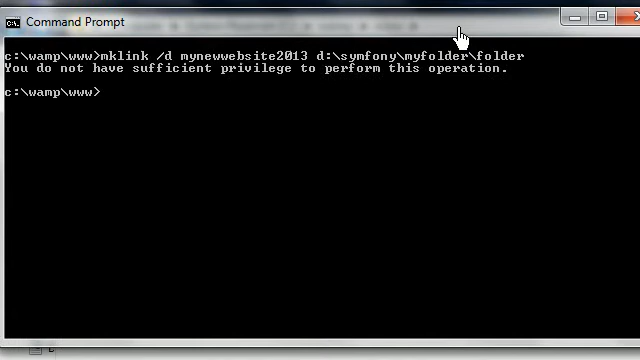 Command Prompt
c:\wamp\www>mklink /d mynewwebsite2013 d:\symfony\myfolder\folder
You do not have sufficient privilege to perform this operation.
c:\wamp\www>